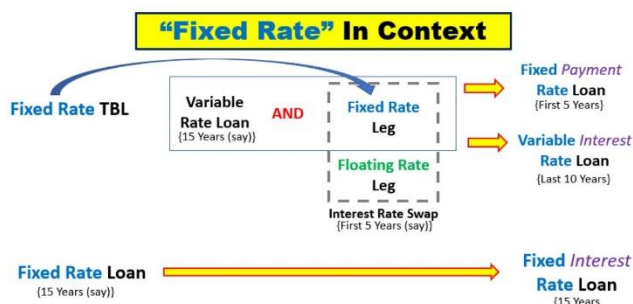 "Fixed Rate" In Context
Fixed Rate TBL
Variable
Rate Loan
{15 Years (say)}
AND
Fixed Rate
Leg
Floating Rate
Leg
Interest Rate Swap
{First 5 Years (say)}
Fixed Payment
Rate Loan
{First 5 Years}
Variable Interest
Rate Loan
{Last 10 Years}
Fixed Rate Loan
{15 Years (say)}
Fixed Interest
Rate Loan
{15 Years